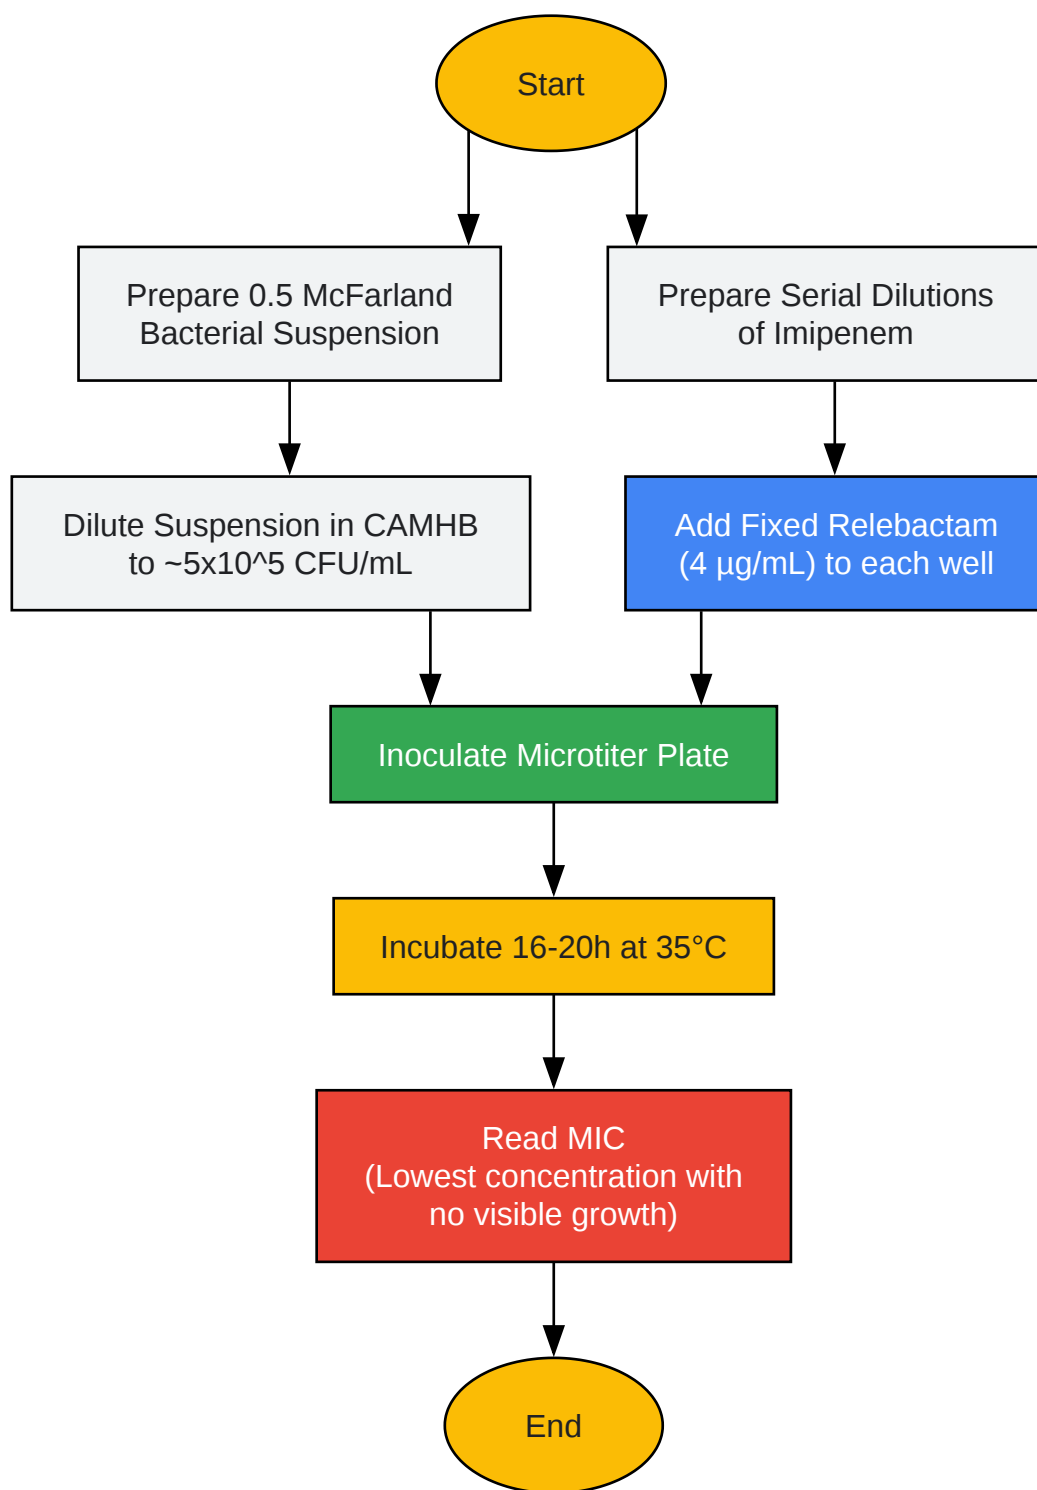 Start
Prepare 0.5 McFarland
Bacterial Suspension
Prepare Serial Dilutions
of Imipenem
Dilute Suspension in CAMHB
to ~5x10^5 CFU/mL
Add Fixed Relebactam
(4 µg/mL) to each well
Inoculate Microtiter Plate
Incubate 16-20h at 35°C
Read MIC
(Lowest concentration with
no visible growth)
End